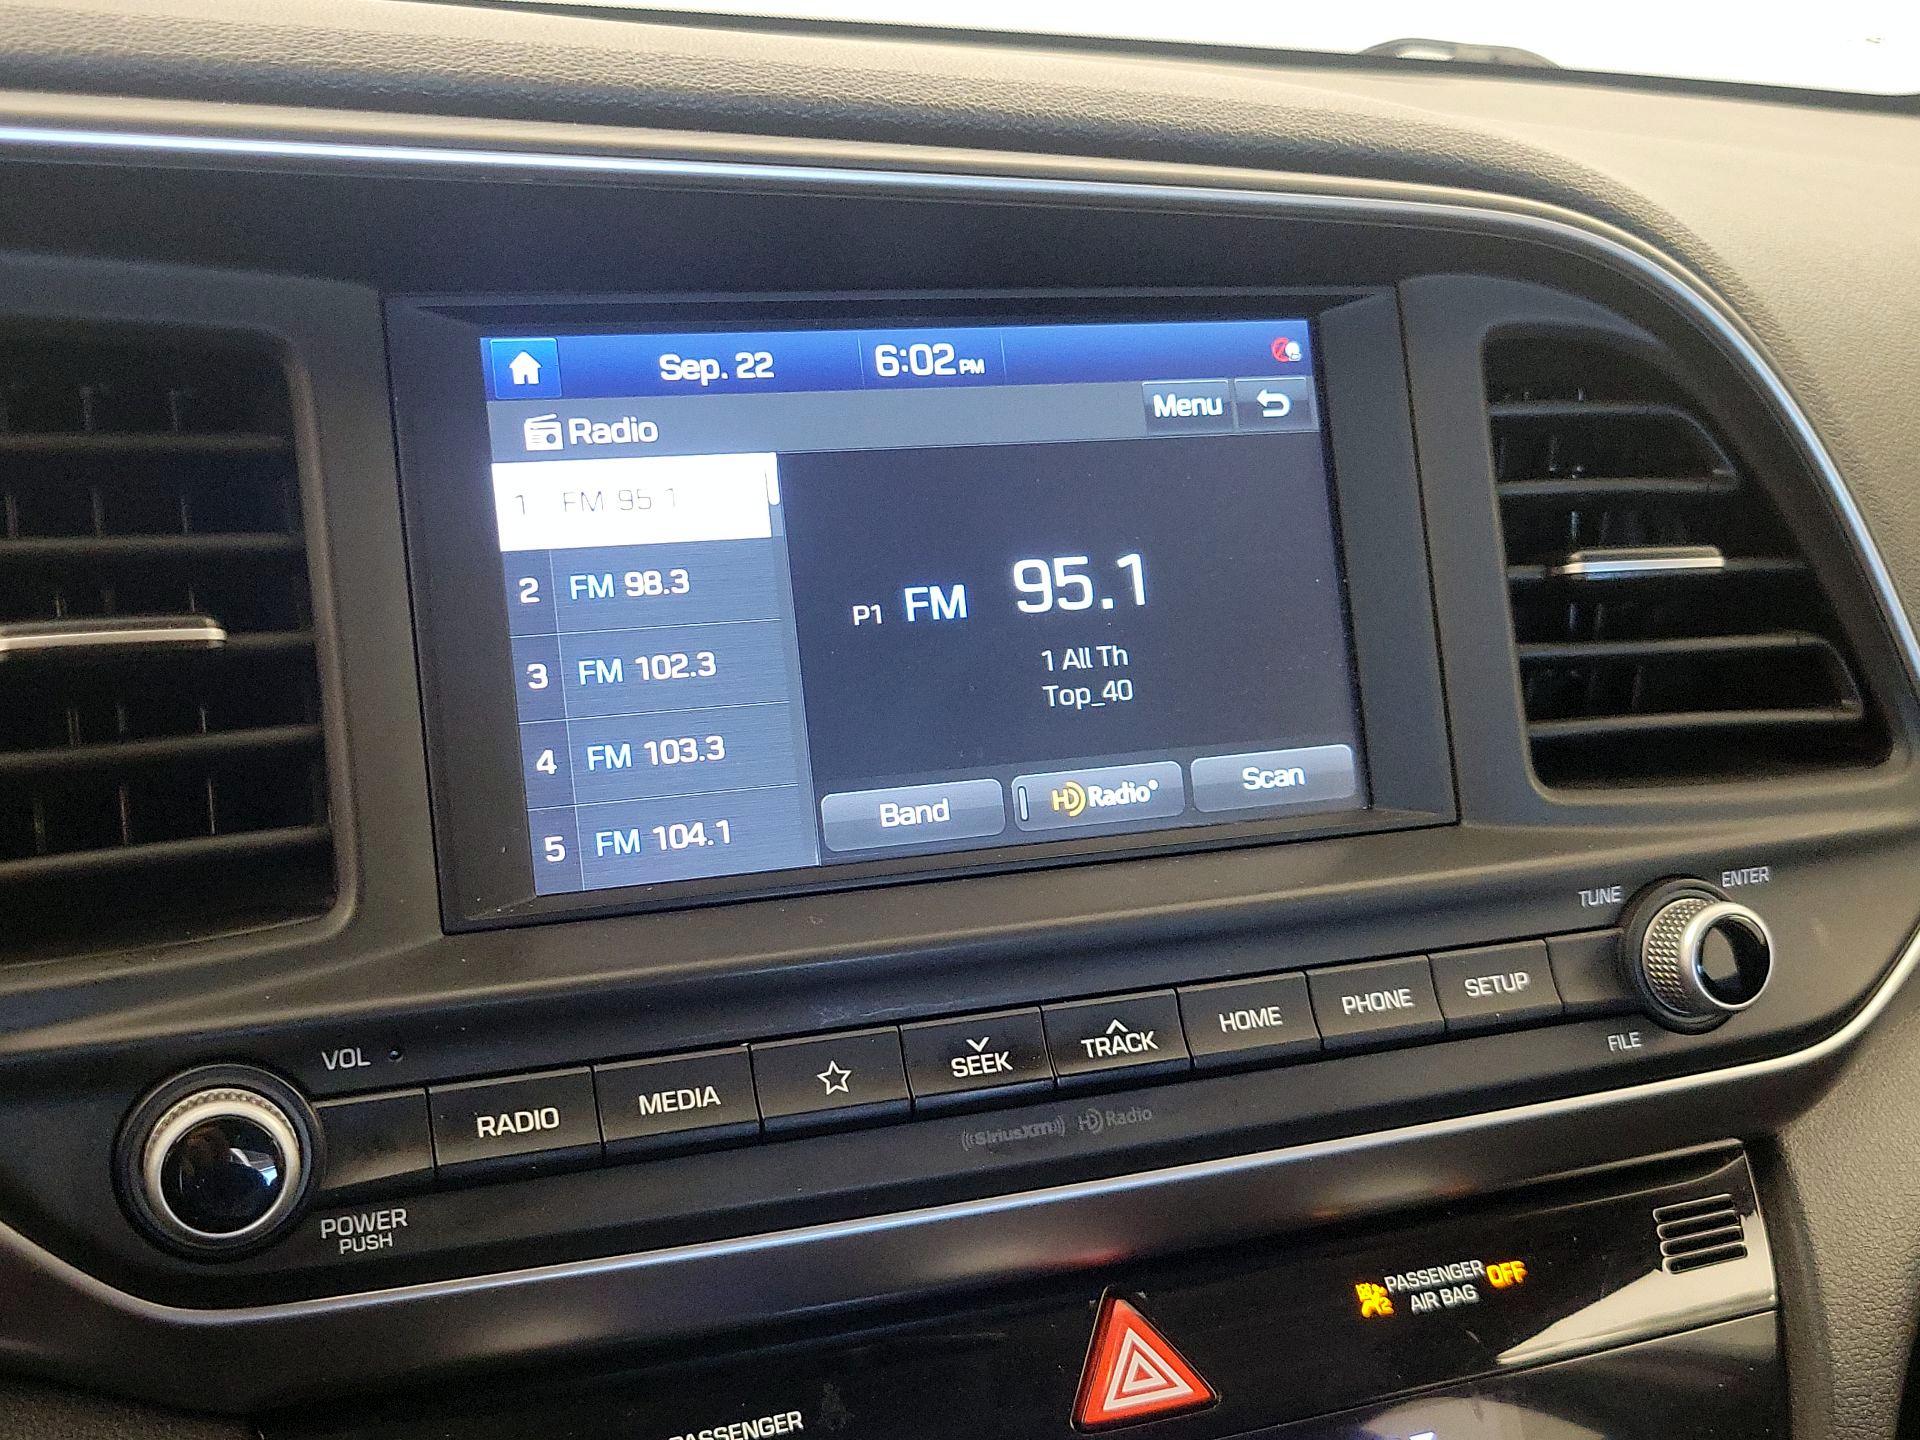 Sep. 22 6:02 PM
Radio Menu
1 FM 95.1
2 FM 98.3
3 FM 102.3
4 FM 103.3
5 FM 104.1
P1 FM 95.1
1 All Th
Top_40
Band HD Radio® Scan
TUNE ENTER
FILE
VOL
RADIO MEDIA SEEK TRACK HOME PHONE SETUP
((SiriusXM)) HD Radio
POWER
PUSH
PASSENGER OFF
AIR BAG
PASSENGER